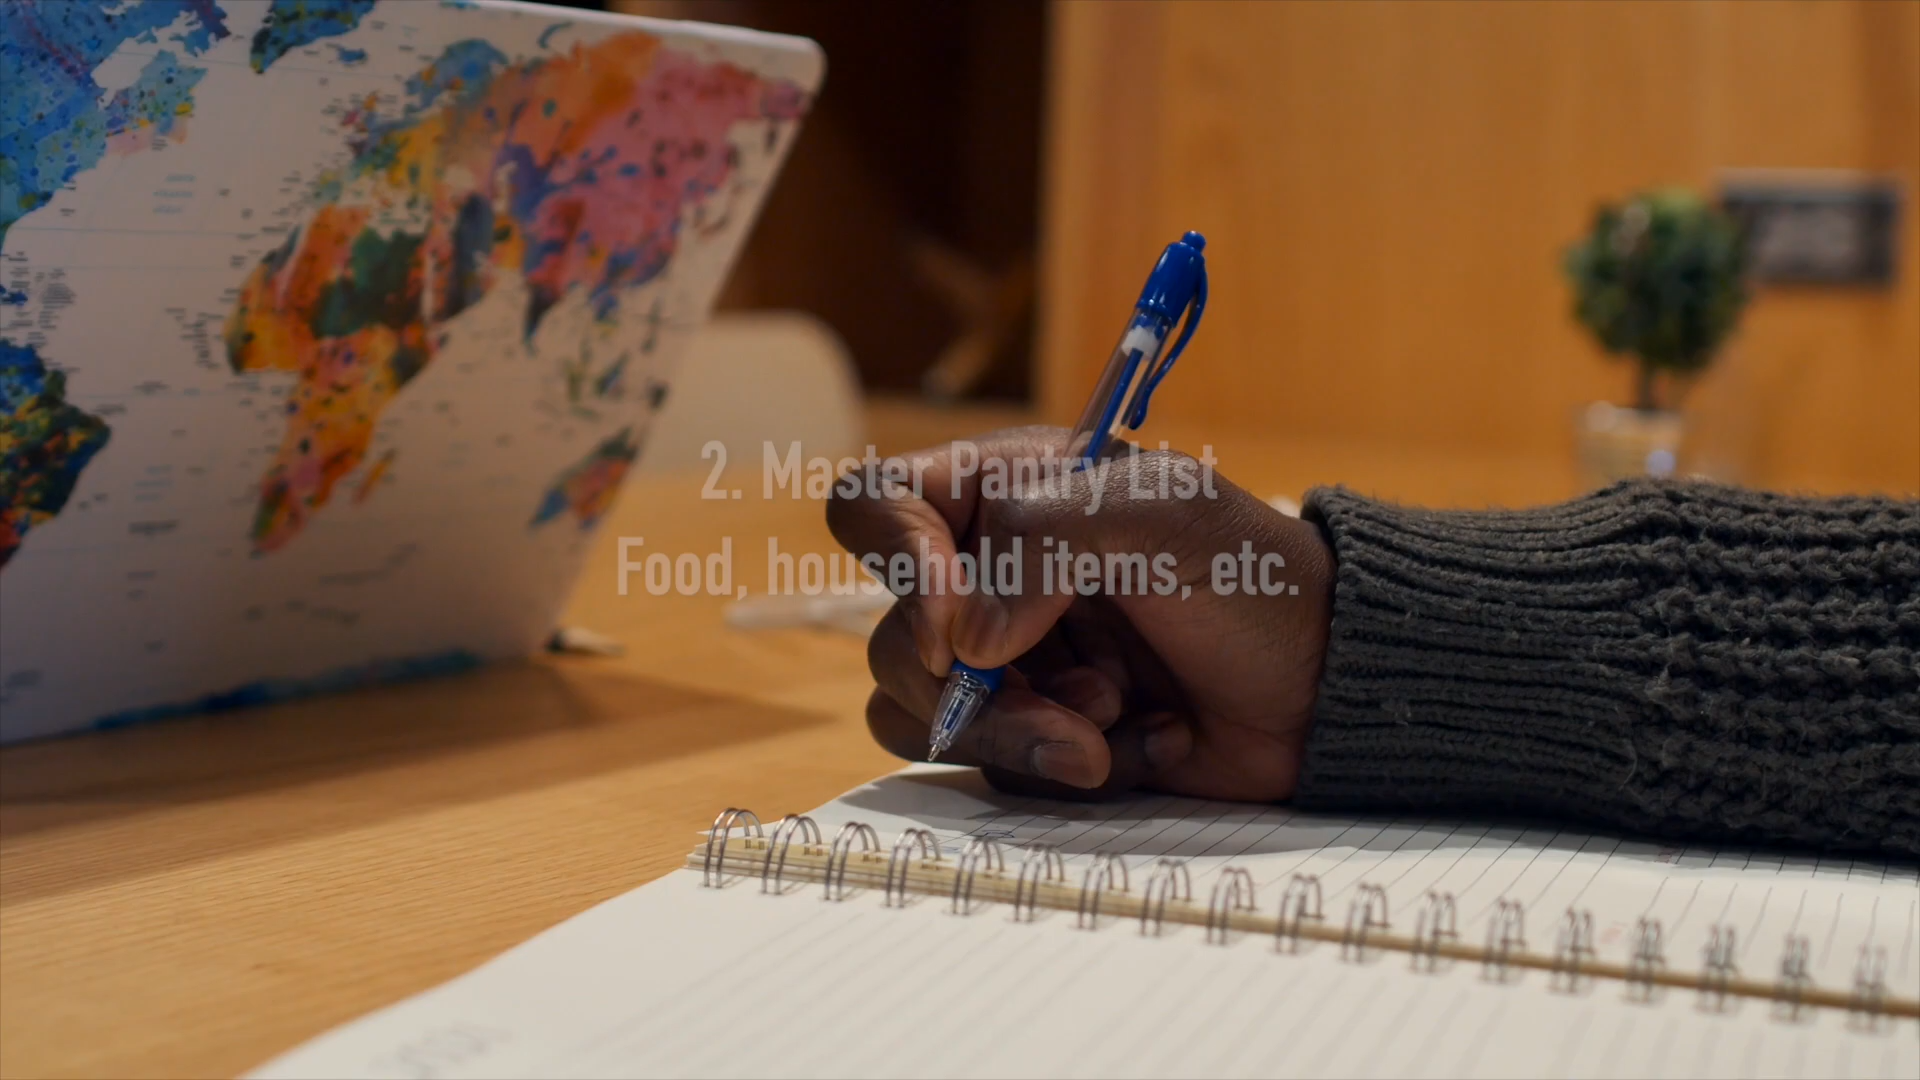 2. Master Pantry List
Food, household items, etc.